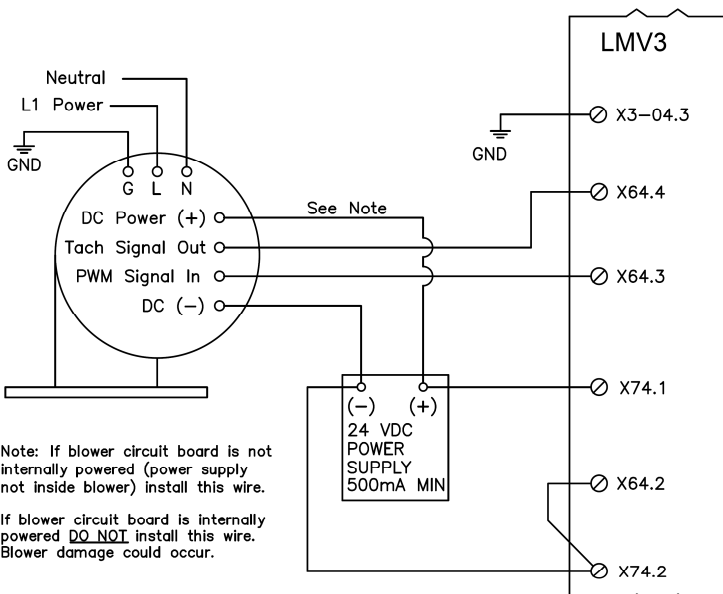 LMV3
Neutral
L1 Power
GND
G L N
X3-04.3
GND
X64.4
See Note
DC Power (+)
Tach Signal Out
PWM Signal In
X64.3
DC (-)
X74.1
(-) (+)
24 VDC
POWER
SUPPLY
500mA MIN
X64.2
X74.2
Note: If blower circuit board is not
internally powered (power supply
not inside blower) install this wire.
If blower circuit board is internally
powered DO NOT install this wire.
Blower damage could occur.